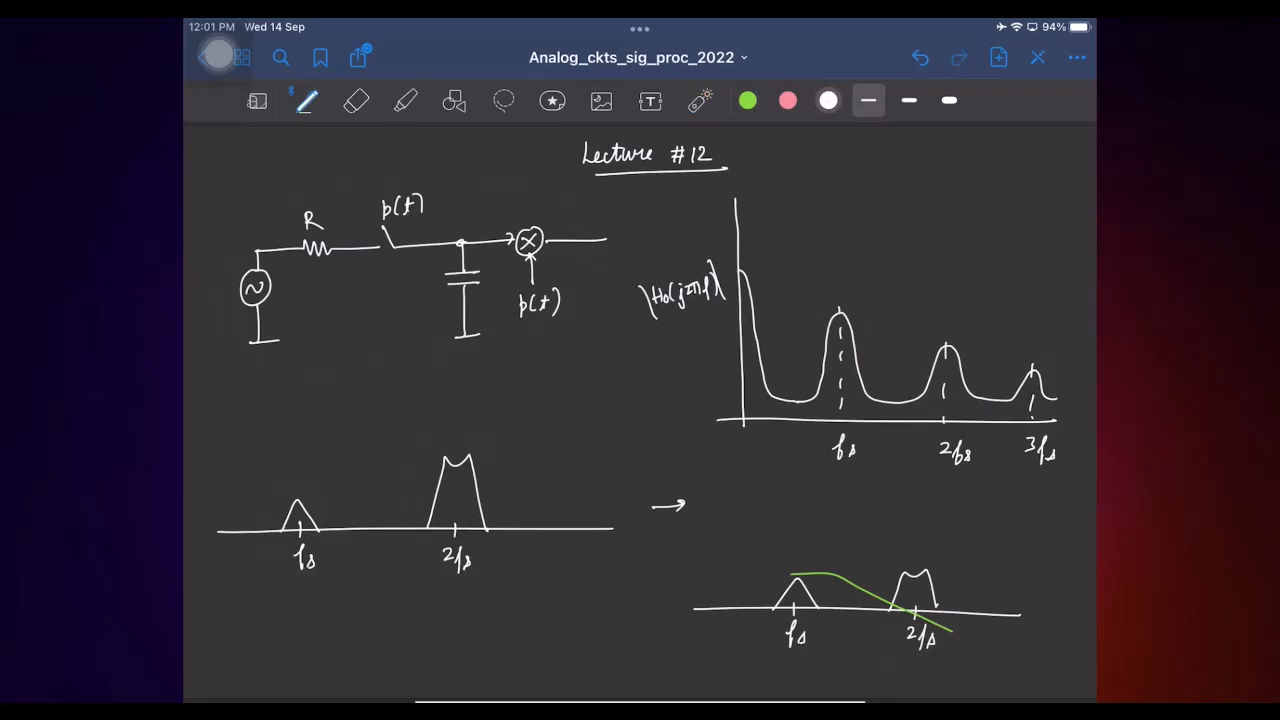 12:01 PM Wed 14 Sep
94%
Analog_ckts_sig_proc_2022
T
Lecture #12
R
p(t)
p(t)
|H₀(j2πf)|
fs
2fs
3fs
fs
2fs
fs
2fs